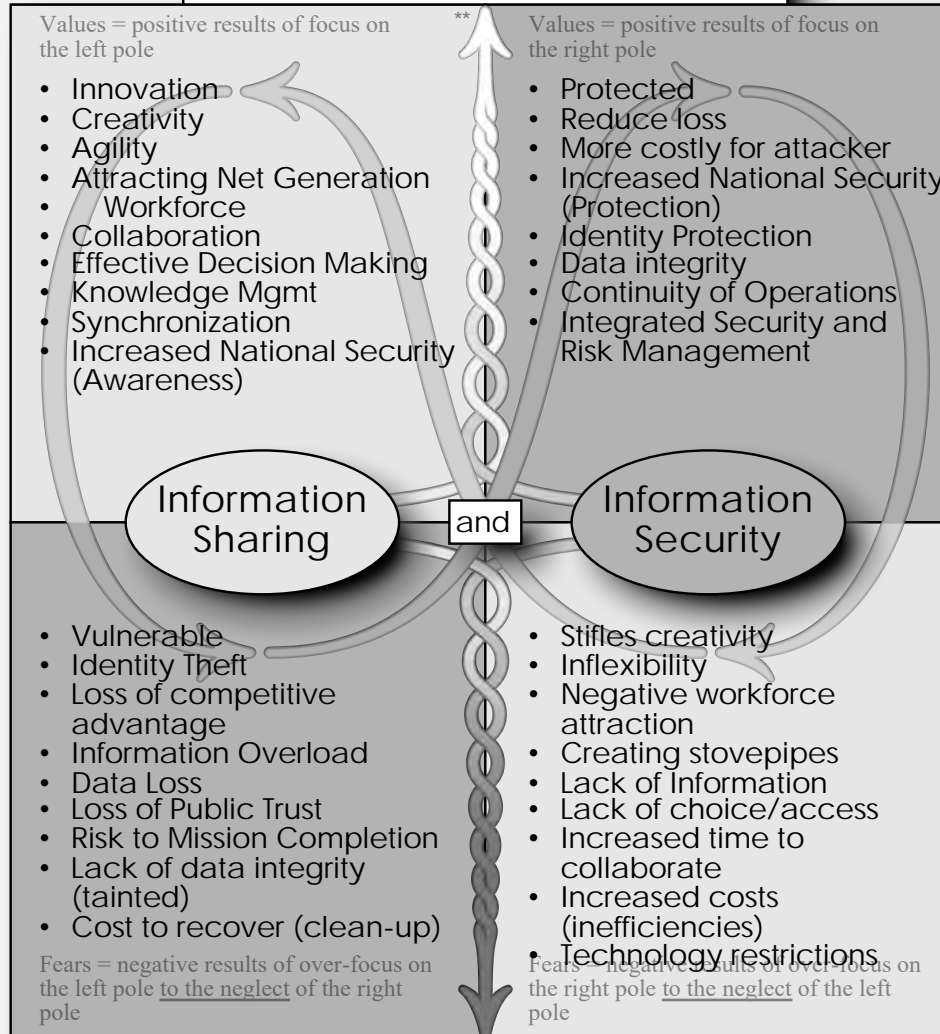 Values = positive results of focus on
the left pole
• Innovation
• Creativity
• Agility
• Attracting Net Generation
• Workforce
• Collaboration
• Effective Decision Making
• Knowledge Mgmt
• Synchronization
• Increased National Security
(Awareness)
**
Values = positive results of focus on
the right pole
• Protected
• Reduce loss
• More costly for attacker
• Increased National Security
(Protection)
• Identity Protection
• Data integrity
• Continuity of Operations
• Integrated Security and
Risk Management
Information
Sharing
and
Information
Security
• Vulnerable
• Identity Theft
• Loss of competitive
advantage
• Information Overload
• Data Loss
• Loss of Public Trust
• Risk to Mission Completion
• Lack of data integrity
(tainted)
• Cost to recover (clean-up)
Fears = negative results of over-focus on
the left pole to the neglect of the right
pole
• Stifles creativity
• Inflexibility
• Negative workforce
attraction
• Creating stovepipes
• Lack of Information
• Lack of choice/access
• Increased time to
collaborate
• Increased costs
(inefficiencies)
• Technology restrictions
Fears = negative results of over-focus on
the right pole to the neglect of the left
pole